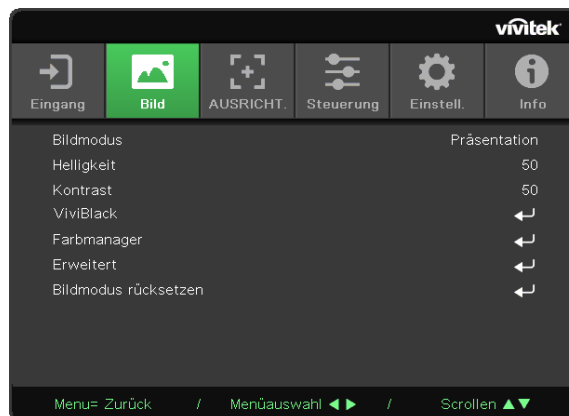 vivitek
Eingang Bild AUSRICHT. Steuerung Einstell. Info
Bildmodus Präsentation
Helligkeit 50
Kontrast 50
ViviBlack
Farbmanager
Erweitert
Bildmodus rücksetzen
Menu= Zurück / Menüauswahl ◀ ▶ / Scrollen ▲▼